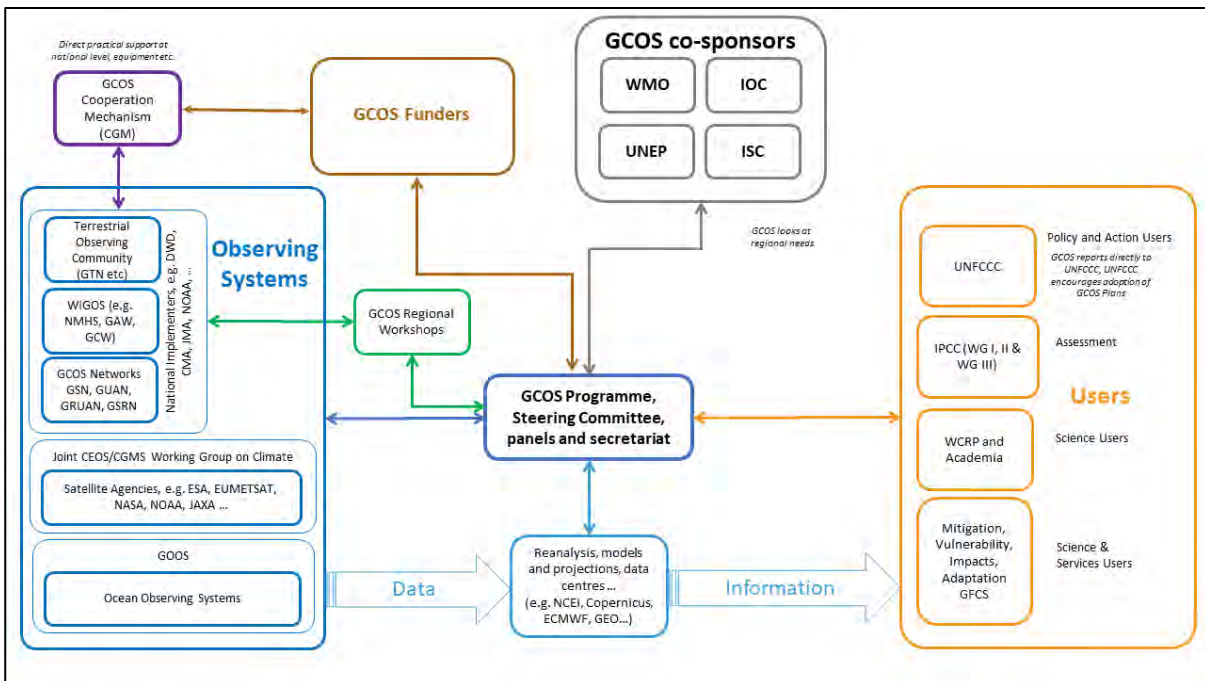 Direct practical support at
national level, equipment etc.
GCOS
Cooperation
Mechanism
(CGM)
GCOS Funders
GCOS co-sponsors
WMO
IOC
UNEP
ISC
GCOS looks at
regional needs
Observing
Systems
Terrestrial
Observing
Community
(GTN etc)
WIGOS (e.g.
NMHS, GAW,
GCW)
GCOS Networks
GSN, GUAN,
GRUAN, GSRN
National Implementers, e.g. DWD,
CMA, JMA, NOAA, ...
Joint CEOS/CGMS Working Group on Climate
Satellite Agencies, e.g. ESA, EUMETSAT,
NASA, NOAA, JAXA ...
GOOS
Ocean Observing Systems
GCOS Regional
Workshops
GCOS Programme,
Steering Committee,
panels and secretariat
Data
Reanalysis, models
and projections, data
centres ...
(e.g. NCEI, Copernicus,
ECMWF, GEO...)
Information
UNFCCC
Policy and Action Users
GCOS reports directly to
UNFCCC, UNFCCC
encourages adoption of
GCOS Plans
IPCC (WG I, II &
WG III)
Assessment
Users
WCRP and
Academia
Science Users
Mitigation,
Vulnerability,
Impacts,
Adaptation
GFCS
Science &
Services Users